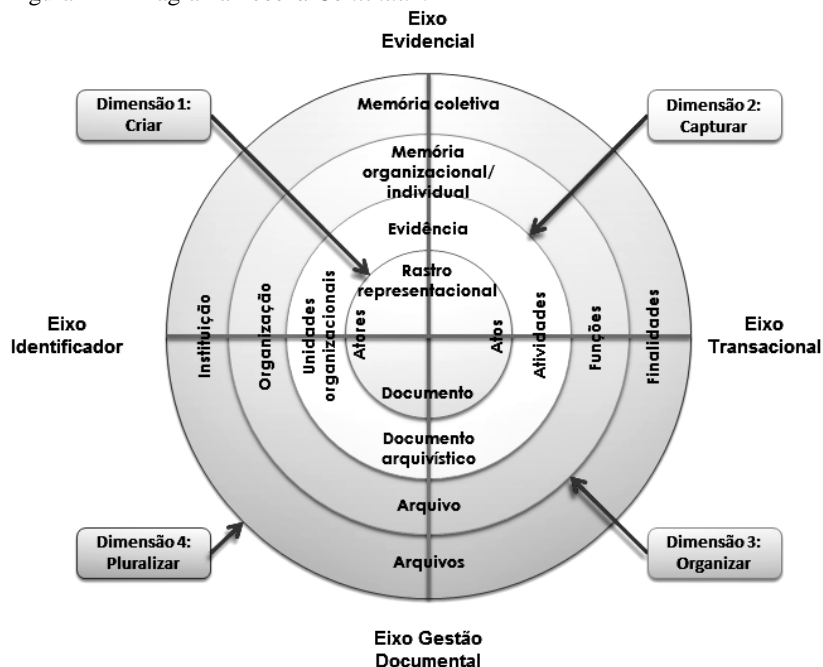 Eixo
Evidencial
Dimensão 1:
Criar
Memória coletiva
Dimensão 2:
Capturar
Memória
organizacional/
individual
Evidência
Rastro
representacional
Eixo
Identificador
Instituição
Organização
Unidades
organizacionais
Atores
Atos
Atividades
Funções
Finalidades
Eixo
Transacional
Documento
Documento
arquivístico
Arquivo
Arquivos
Dimensão 4:
Pluralizar
Dimensão 3:
Organizar
Eixo Gestão
Documental